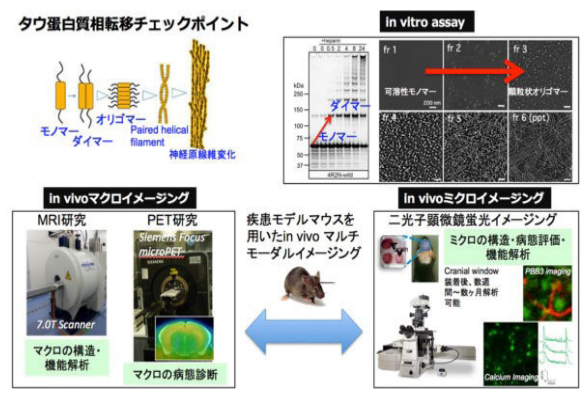 タウ蛋白質相転移チェックポイント
モノマー
ダイマー
オリゴマー
Paired helical
filament
神経原線維変化
in vitro assay
+heparin
0 0 0.5 2 4 8 24
kDa
250
150
100
75
50
37
ダイマー
モノマー
4R2N-wild
fr 1
fr 2
fr 3
可溶性モノマー
200 nm
顆粒状オリゴマー
fr 4
fr 5
fr 6 (ppt)
in vivoマクロイメージング
MRI研究
7.0T Scanner
マクロの構造・
機能解析
PET研究
Siemens Focus
microPET
SIEMENS
マクロの病態診断
疾患モデルマウスを
用いたin vivo マルチ
モーダルイメージング
in vivoミクロイメージング
二光子顕微鏡蛍光イメージング
ミクロの構造・病態評価・
機能解析
Cranial window
装着後、数週
間～数ヶ月解析
可能
PBB3 imaging
Calcium Imaging